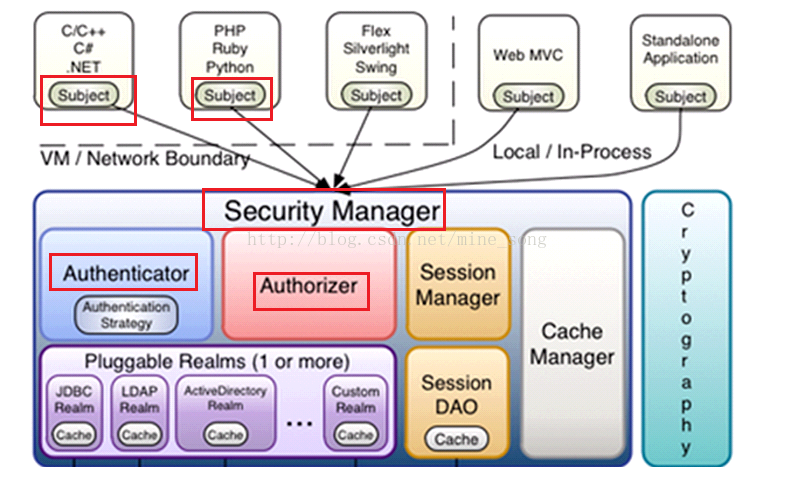 C/C++
C#
.NET
Subject
PHP
Ruby
Python
Subject
Flex
Silverlight
Swing
Subject
Web MVC
Subject
Standalone
Application
Subject
VM / Network Boundary
Local / In-Process
Security Manager
http://blog.csdn.net/mine_song
Authenticator
Authentication
Strategy
Authorizer
Session
Manager
Cache
Manager
Pluggable Realms (1 or more)
JDBC
Realm
Cache
LDAP
Realm
Cache
ActiveDirectory
Realm
Cache
...
Custom
Realm
Cache
Session
DAO
Cache
Cryptography